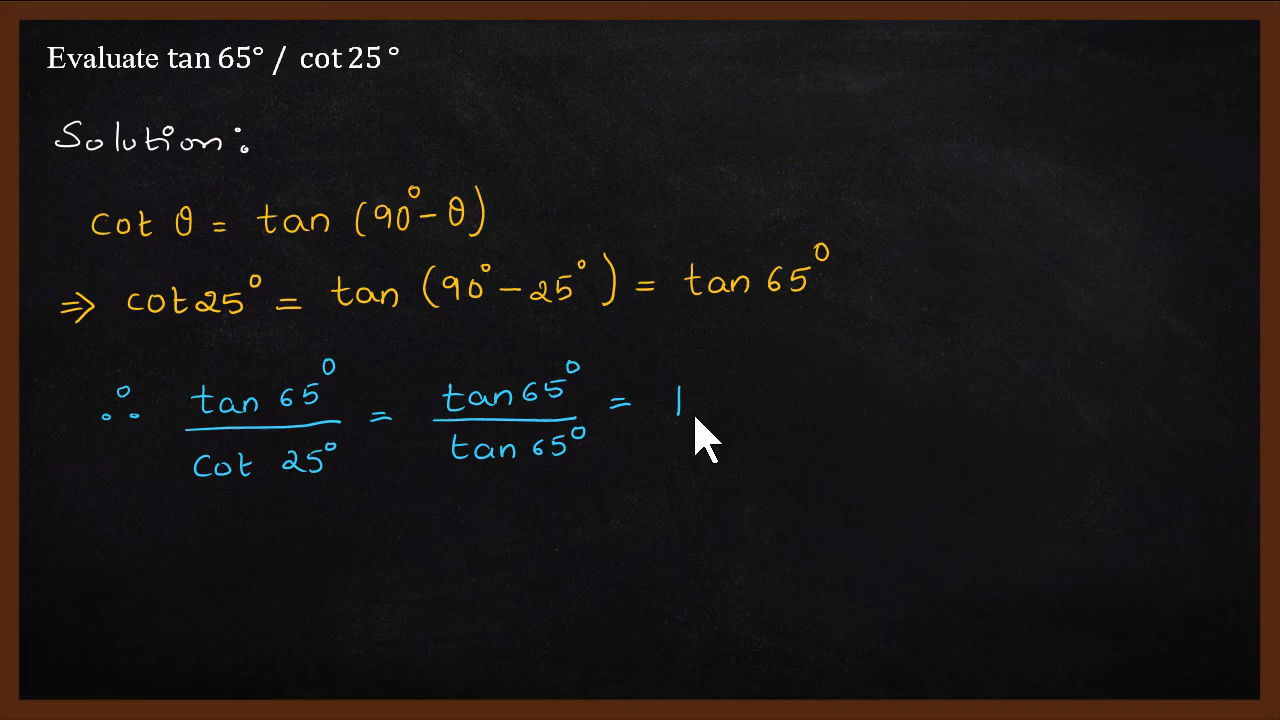 Evaluate tan 65° / cot 25°
Solution:
cot θ = tan (90° - θ)
⇒ cot 25° = tan (90° - 25°) = tan 65°
∴ tan 65° / cot 25° = tan 65° / tan 65° = 1